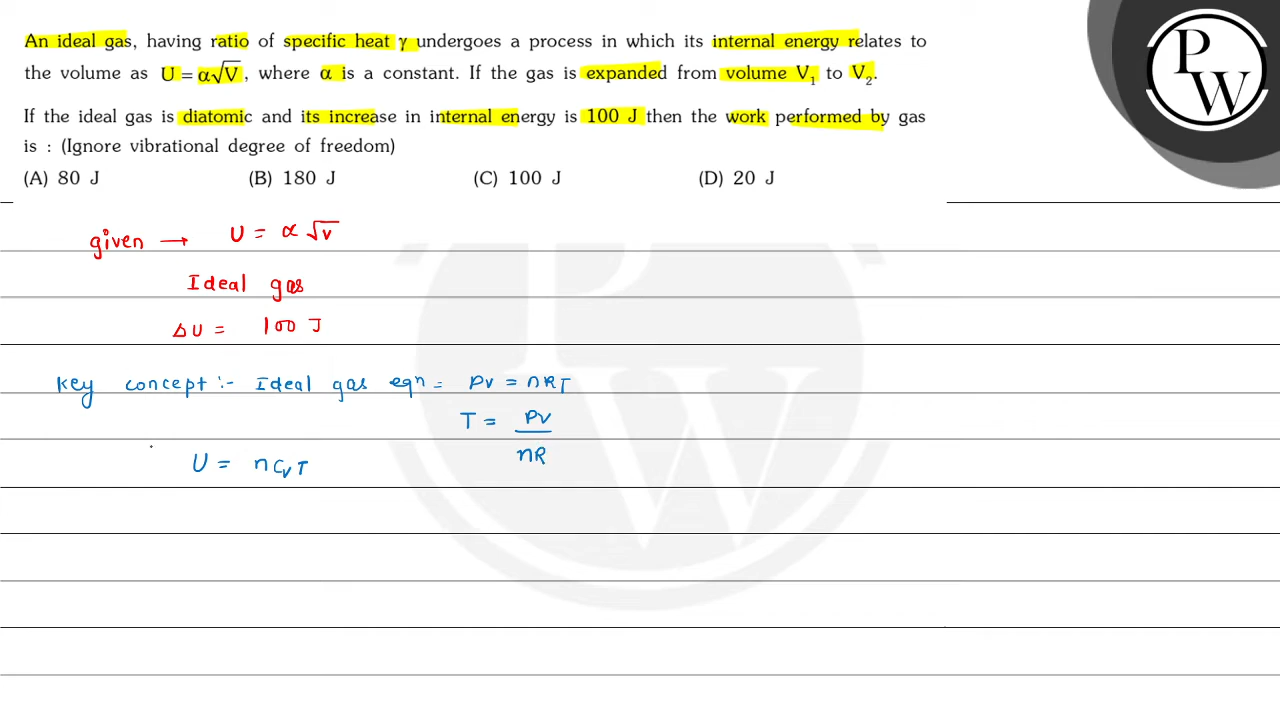 An ideal gas, having ratio of specific heat γ undergoes a process in which its internal energy relates to
the volume as U = α√V, where α is a constant. If the gas is expanded from volume V₁ to V₂.
If the ideal gas is diatomic and its increase in internal energy is 100 J then the work performed by gas
is : (Ignore vibrational degree of freedom)
(A) 80 J (B) 180 J (C) 100 J (D) 20 J
given → U = α √v
Ideal gas
ΔU = 100 J
Key concept :- Ideal gas eqn = PV = nRT
T = PV/nR
U = nCᵥT
P
W